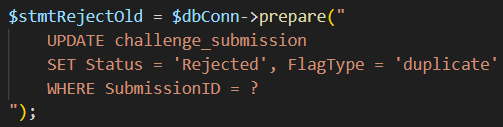 $stmtRejectOld = $dbConn->prepare("
    UPDATE challenge_submission
    SET Status = 'Rejected', FlagType = 'duplicate'
    WHERE SubmissionID = ?
");